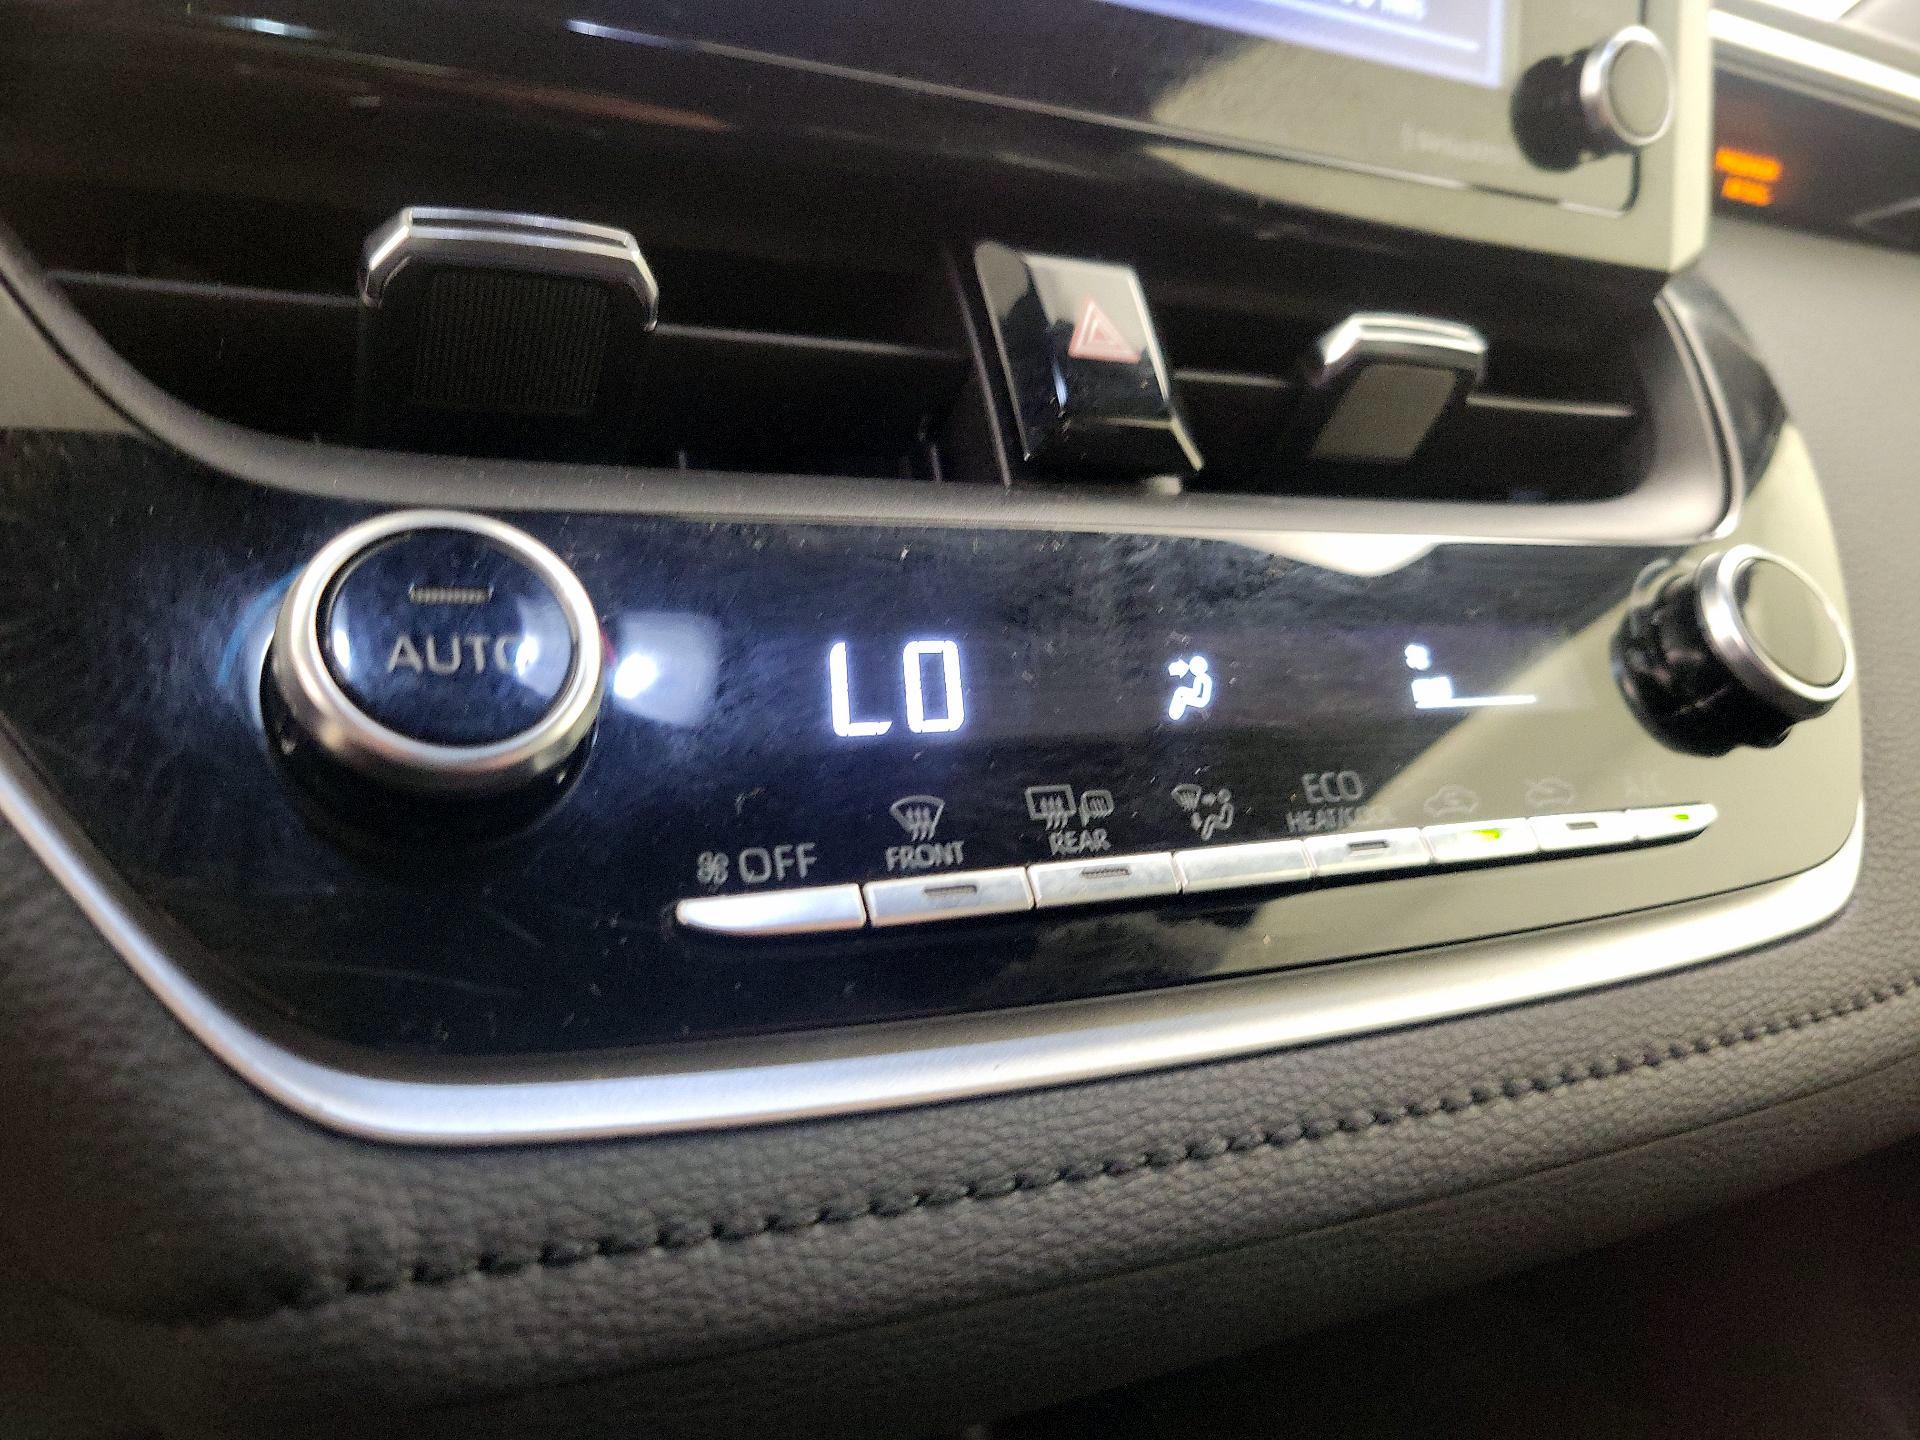 AUTO
LO
OFF
FRONT
REAR
ECO
HEAT/COOL
A/C